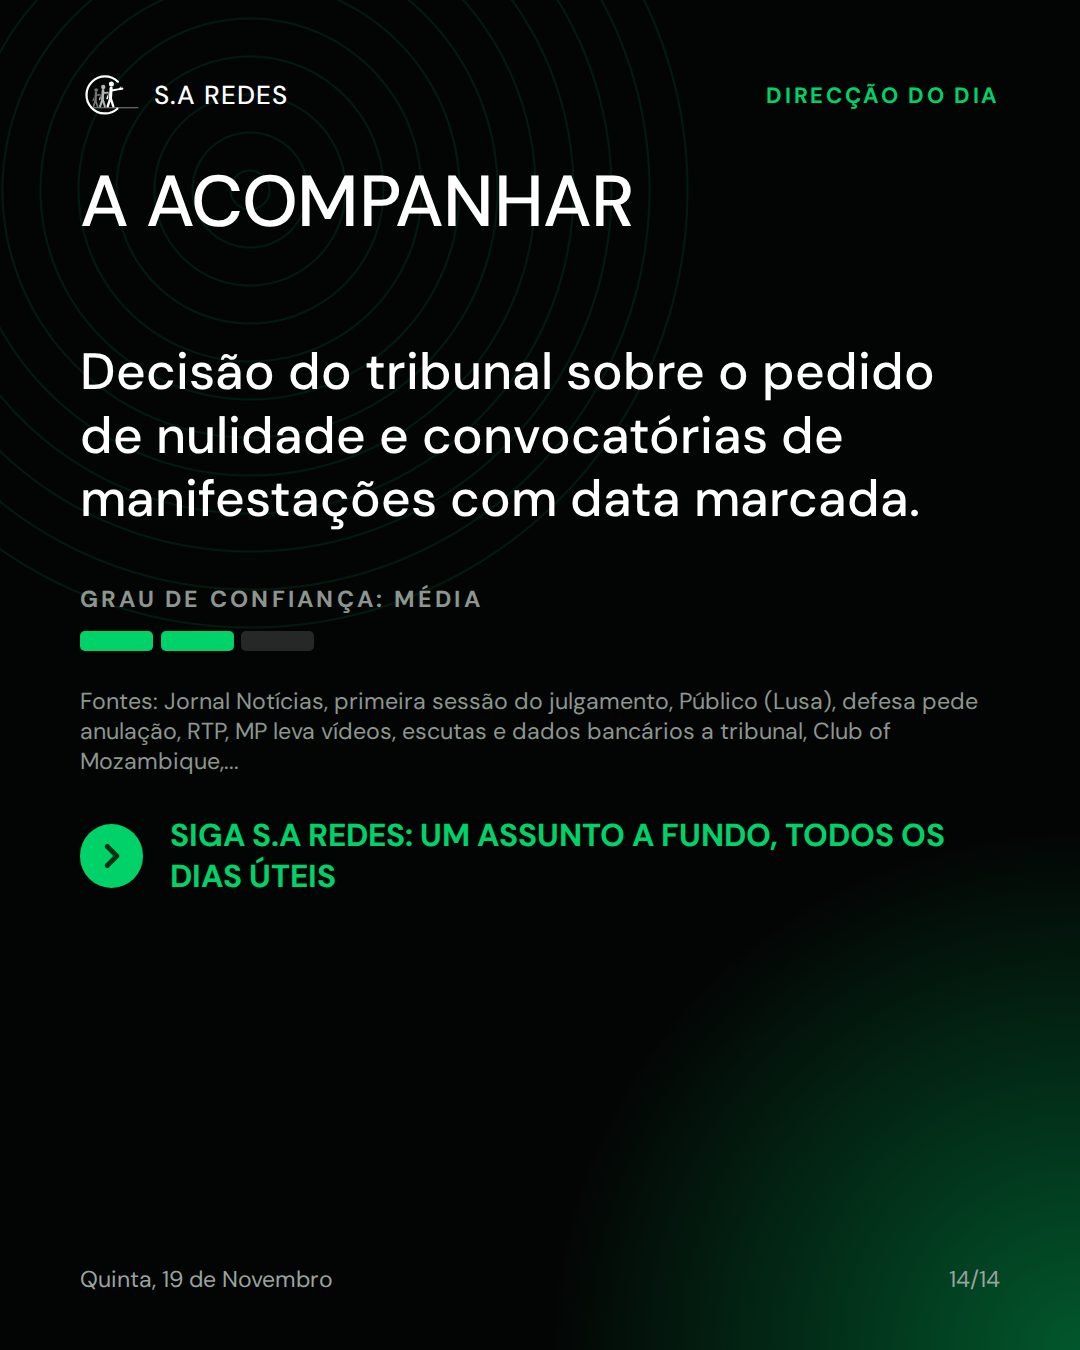 S.A REDES
DIRECÇÃO DO DIA
A ACOMPANHAR
Decisão do tribunal sobre o pedido
de nulidade e convocatórias de
manifestações com data marcada.
GRAU DE CONFIANÇA: MÉDIA
Fontes: Jornal Notícias, primeira sessão do julgamento, Público (Lusa), defesa pede
anulação, RTP, MP leva vídeos, escutas e dados bancários a tribunal, Club of
Mozambique,...
SIGA S.A REDES: UM ASSUNTO A FUNDO, TODOS OS
DIAS ÚTEIS
Quinta, 19 de Novembro
14/14